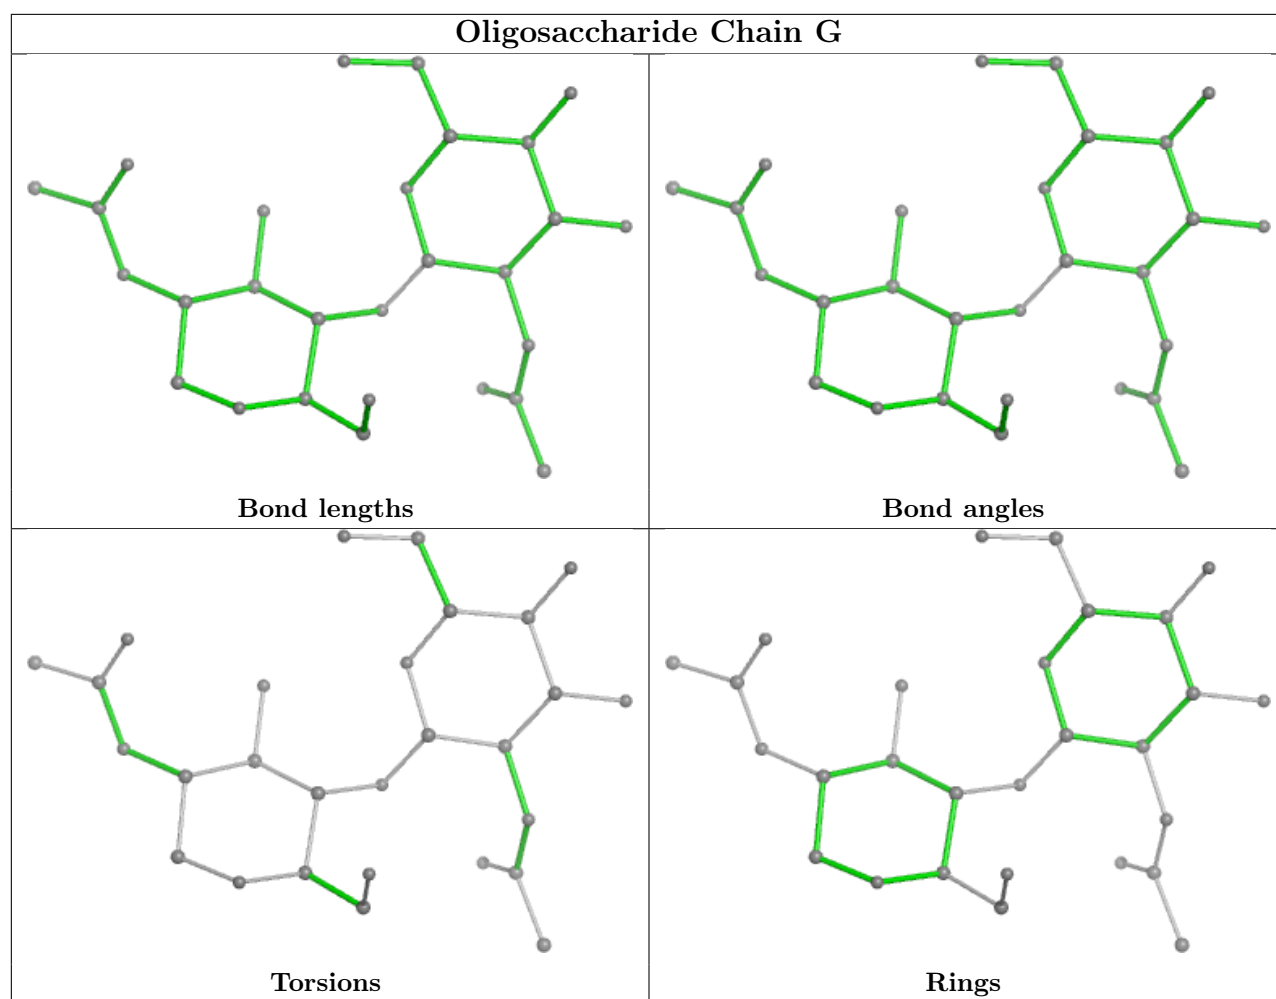 Oligosaccharide Chain G
Bond lengths
Bond angles
Torsions
Rings